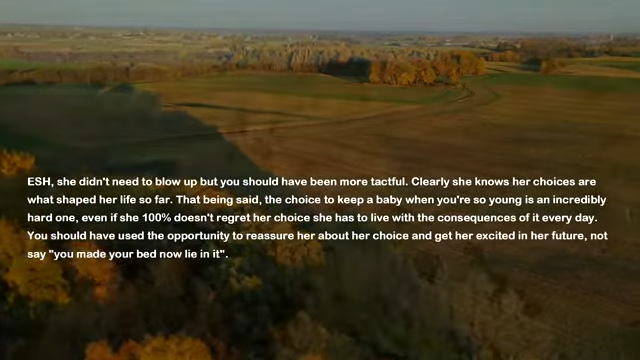 ESH, she didn't need to blow up but you should have been more tactful. Clearly she knows her choices are
what shaped her life so far. That being said, the choice to keep a baby when you're so young is an incredibly
hard one, even if she 100% doesn't regret her choice she has to live with the consequences of it every day.
You should have used the opportunity to reassure her about her choice and get her excited in her future, not
say "you made your bed now lie in it".